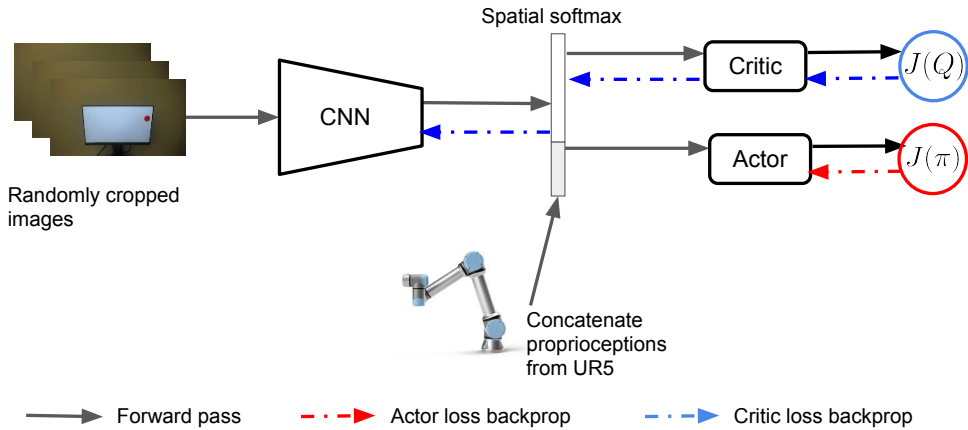 Spatial softmax
CNN
Critic
J(Q)
Actor
J(π)
Randomly cropped
images
Concatenate
proprioceptions
from UR5
Forward pass
Actor loss backprop
Critic loss backprop